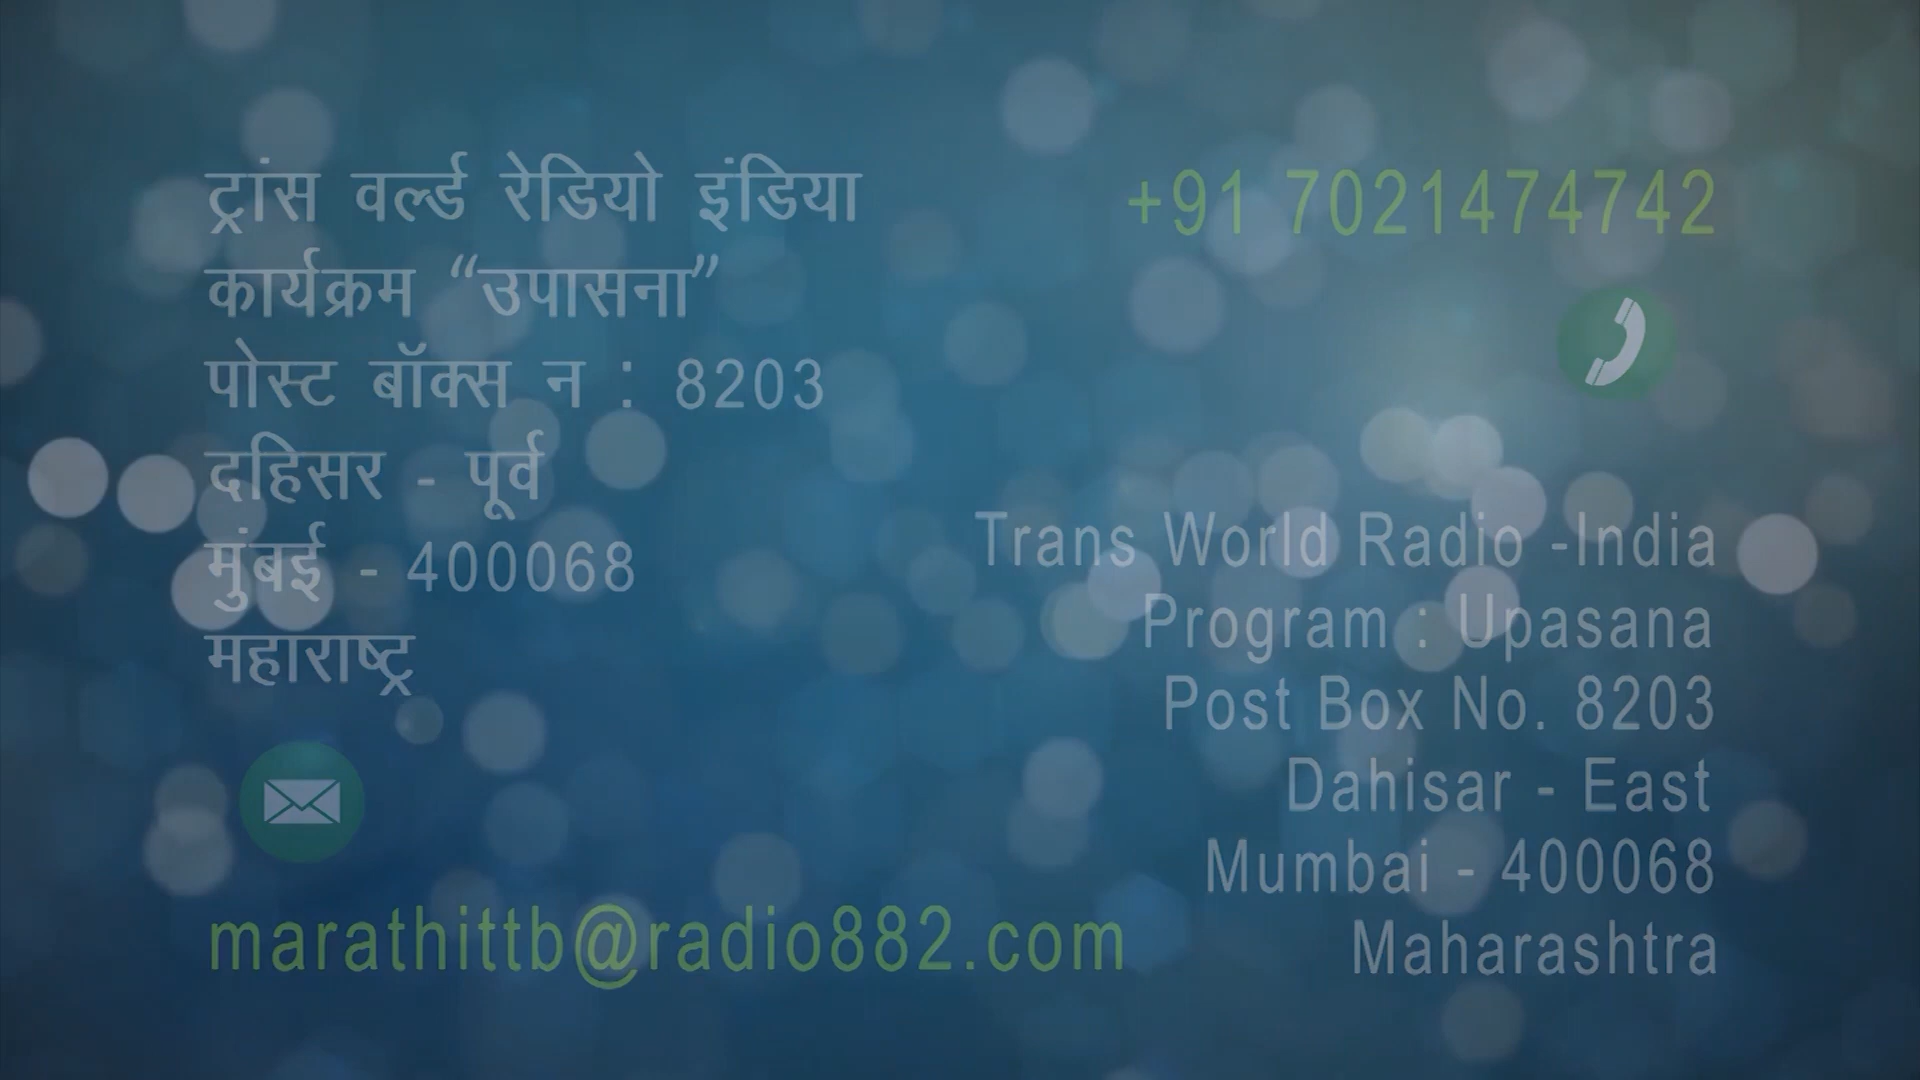 ट्रांस वर्ल्ड रेडियो इंडिया
कार्यक्रम “उपासना”
पोस्ट बॉक्स न : 8203
दहिसर - पूर्व
मुंबई - 400068
महाराष्ट्र
marathittb@radio882.com
+91 7021474742
Trans World Radio -India
Program : Upasana
Post Box No. 8203
Dahisar - East
Mumbai - 400068
Maharashtra